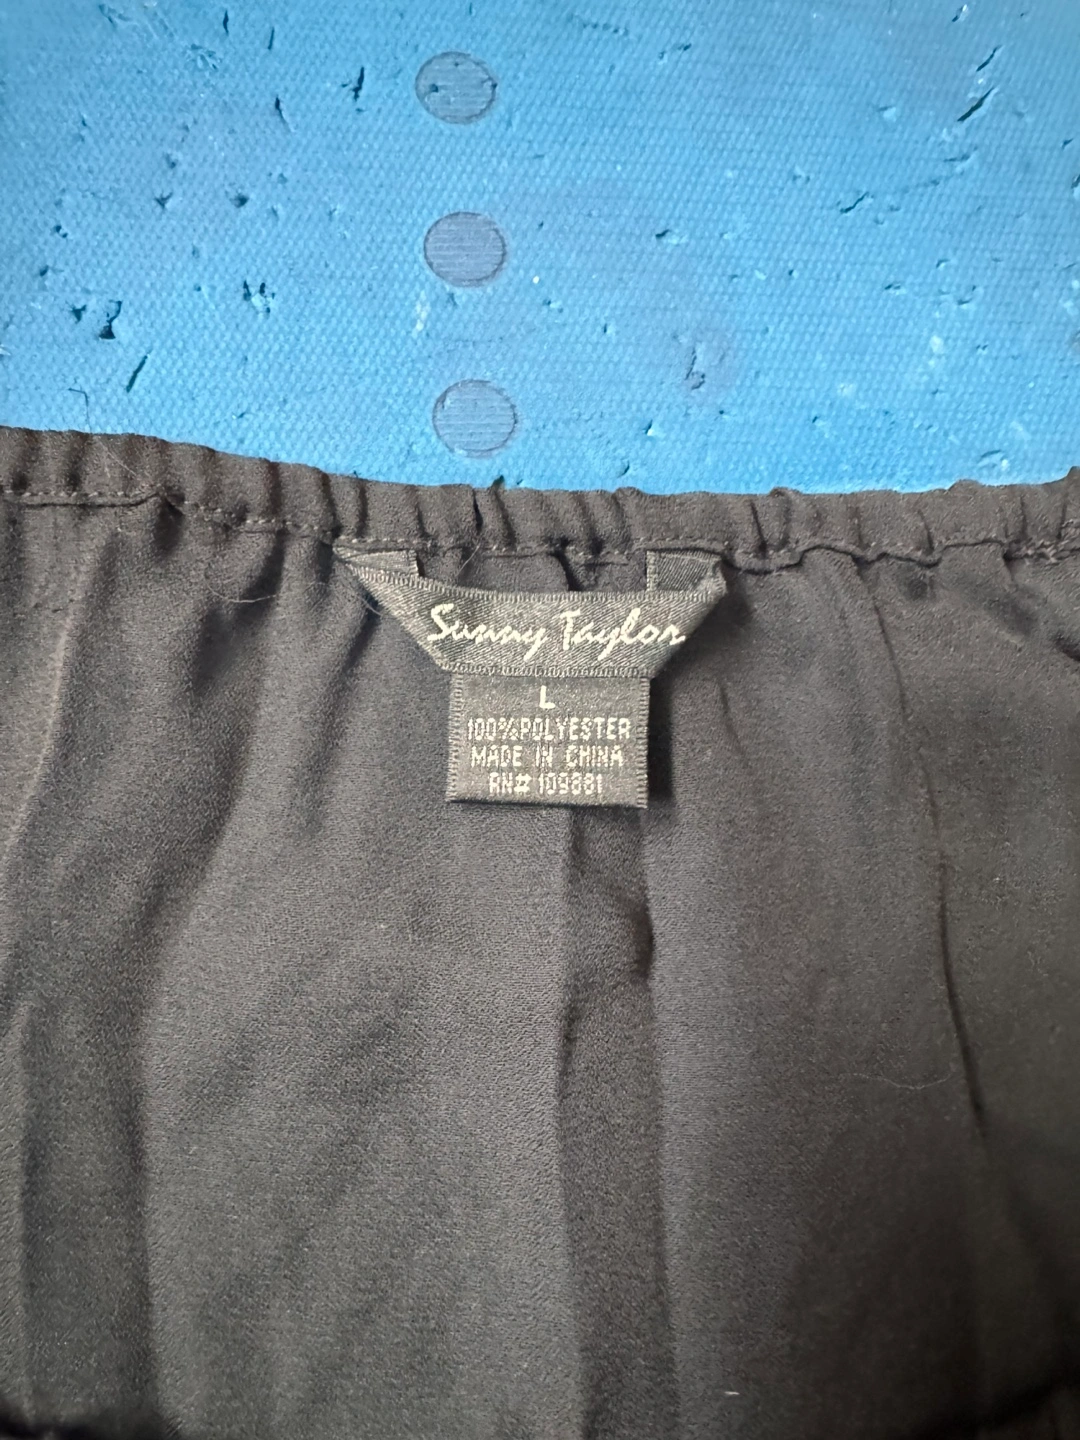 Sunny Taylor
L
100%POLYESTER
MADE IN CHINA
RN# 109881